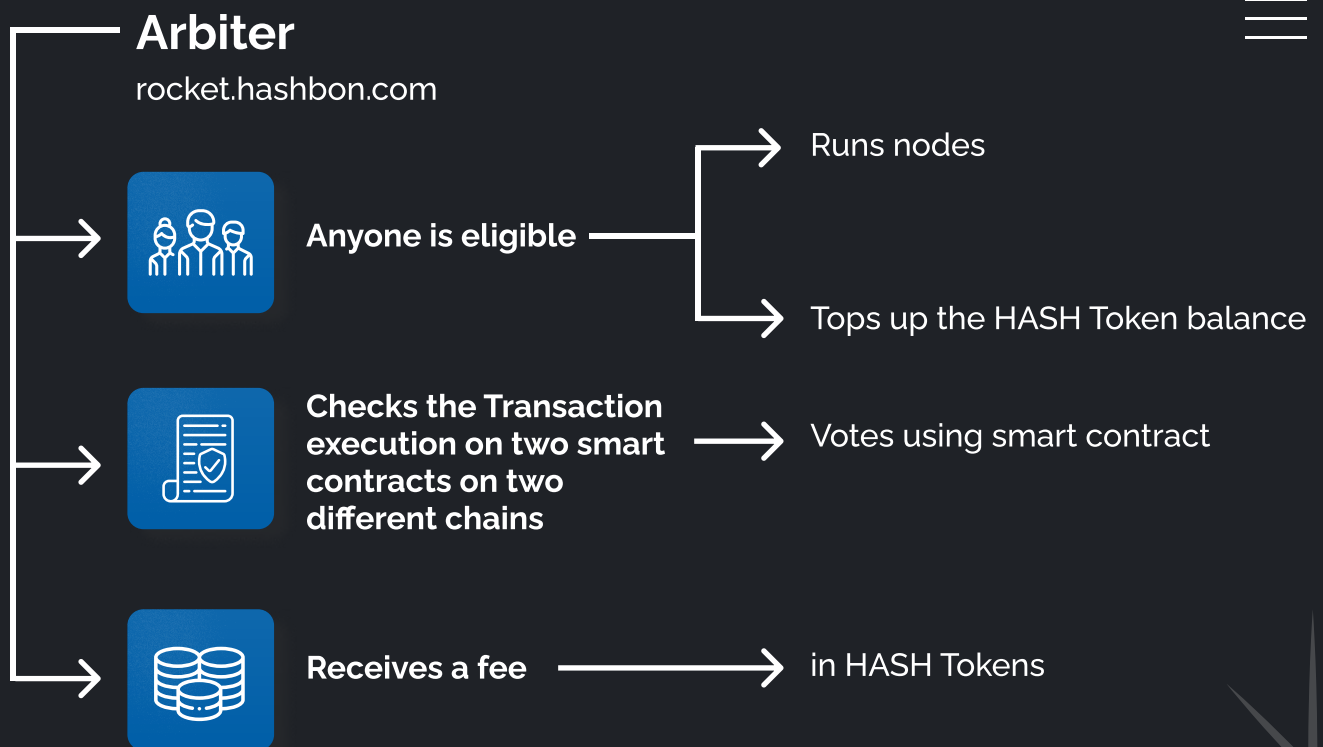 Arbiter
rocket.hashbon.com
Runs nodes
Anyone is eligible
Tops up the HASH Token balance
Checks the Transaction
execution on two smart
contracts on two
different chains
Votes using smart contract
Receives a fee
in HASH Tokens